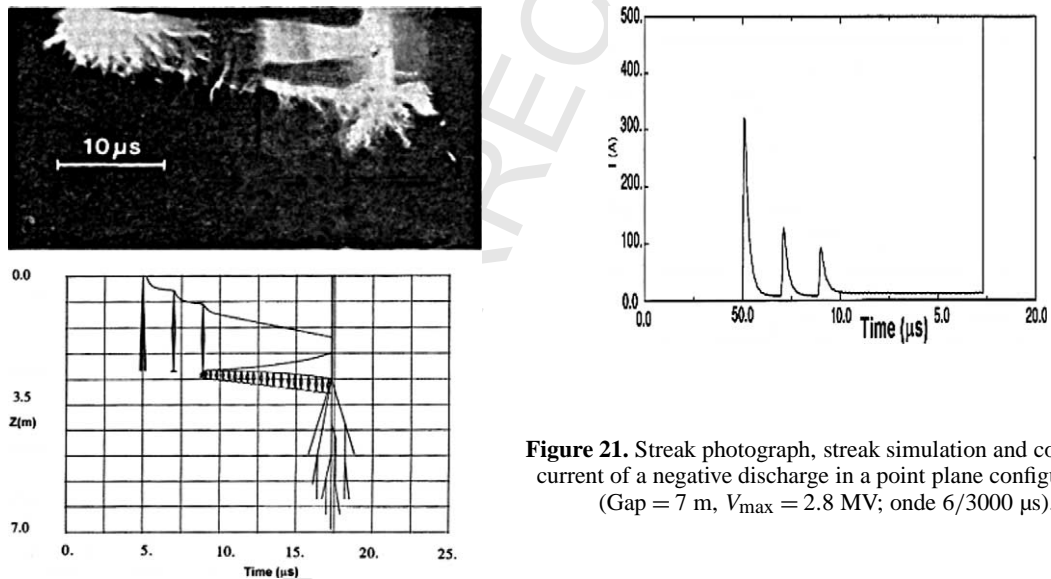 10 µs
0.0
3.5
Z(m)
7.0
0.
5.
10.
15.
20.
25.
Time (µs)
500.
400.
300.
I (A)
200.
100.
0.0
0.0
50.0
10.0
5.0
20.0
Time (µs)
RREC
Figure 21. Streak photograph, streak simulation and co
current of a negative discharge in a point plane configu
(Gap = 7 m, Vmax = 2.8 MV; onde 6/3000 µs)